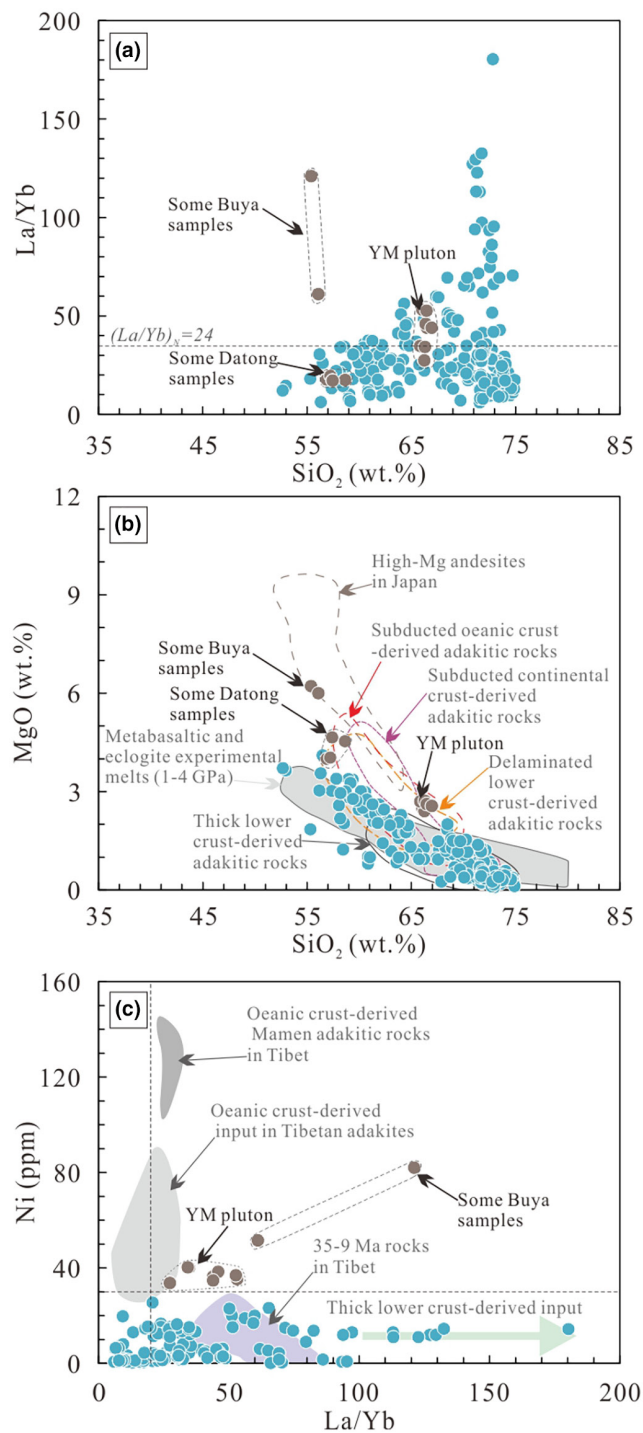 (a)
200
150
100
50
0
La/Yb
Some Buya
samples
YM pluton
(La/Yb)N=24
Some Datong
samples
35
45
55
65
75
85
SiO2 (wt.%)
(b)
12
9
6
3
0
MgO (wt.%)
High-Mg andesites
in Japan
Some Buya
samples
Subducted oeanic crust
-derived adakitic rocks
Some Datong
samples
Subducted continental
crust-derived
adakitic rocks
Metabasaltic and
eclogite experimental
melts (1-4 GPa)
YM pluton
Delaminated
lower
crust-derived
adakitic rocks
Thick lower
crust-derived
adakitic rocks
35
45
55
65
75
85
SiO2 (wt.%)
(c)
160
120
80
40
0
Ni (ppm)
Oeanic crust-derived
Mamen adakitic rocks
in Tibet
Oeanic crust-derived
input in Tibetan adakites
YM pluton
Some Buya
samples
35-9 Ma rocks
in Tibet
Thick lower crust-derived input
0
50
100
150
200
La/Yb